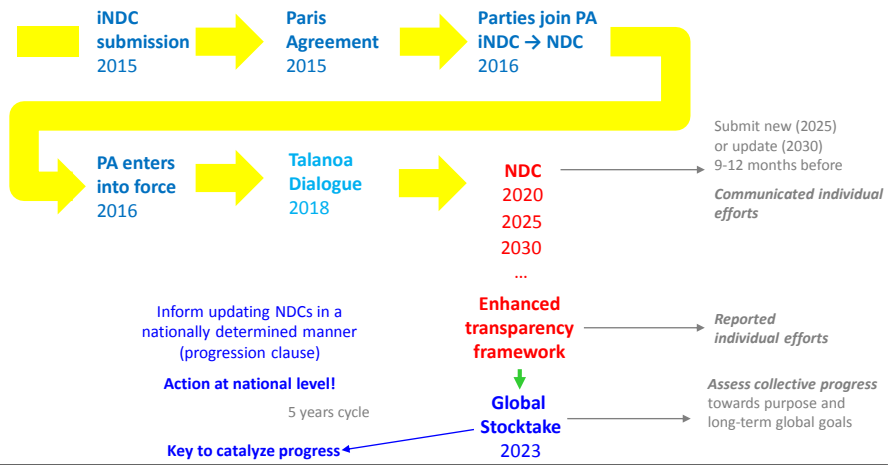 iNDC
submission
2015
Paris
Agreement
2015
Parties join PA
iNDC → NDC
2016
PA enters
into force
2016
Talanoa
Dialogue
2018
NDC
2020
2025
2030
...
Submit new (2025)
or update (2030)
9-12 months before
Communicated individual
efforts
Enhanced
transparency
framework
Reported
individual efforts
Inform updating NDCs in a
nationally determined manner
(progression clause)
Action at national level!
5 years cycle
Key to catalyze progress
Global
Stocktake
2023
Assess collective progress
towards purpose and
long-term global goals